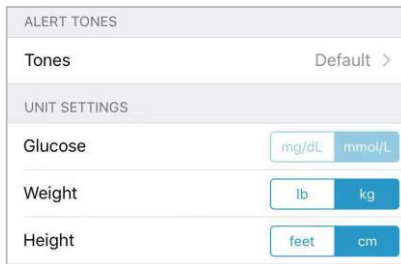 ALERT TONES
Tones Default >
UNIT SETTINGS
Glucose mg/dL mmol/L
Weight lb kg
Height feet cm